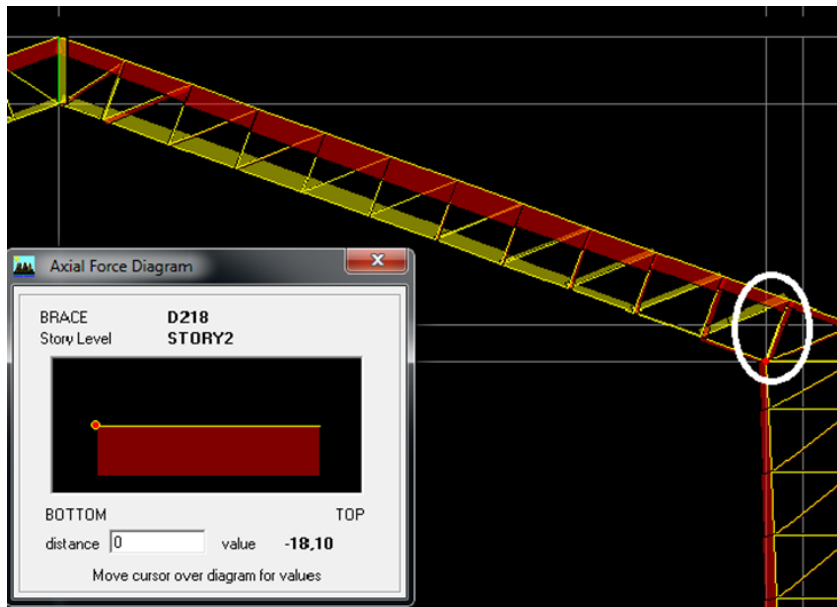 Axial Force Diagram
BRACE D218
Story Level STORY2
BOTTOM TOP
distance 0 value -18,10
Move cursor over diagram for values